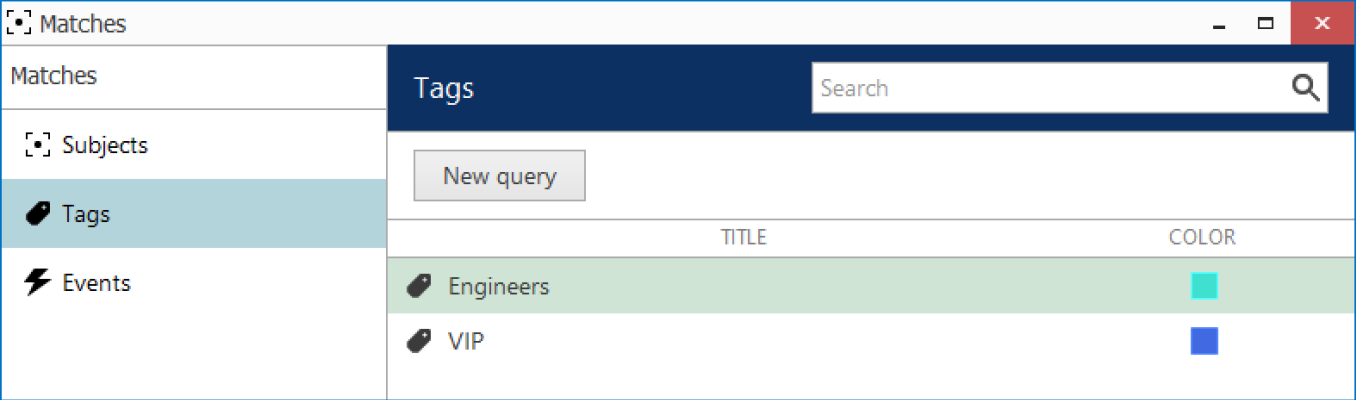 Matches
Matches
Subjects
Tags
Events
Tags
Search
New query
TITLE COLOR
Engineers
VIP